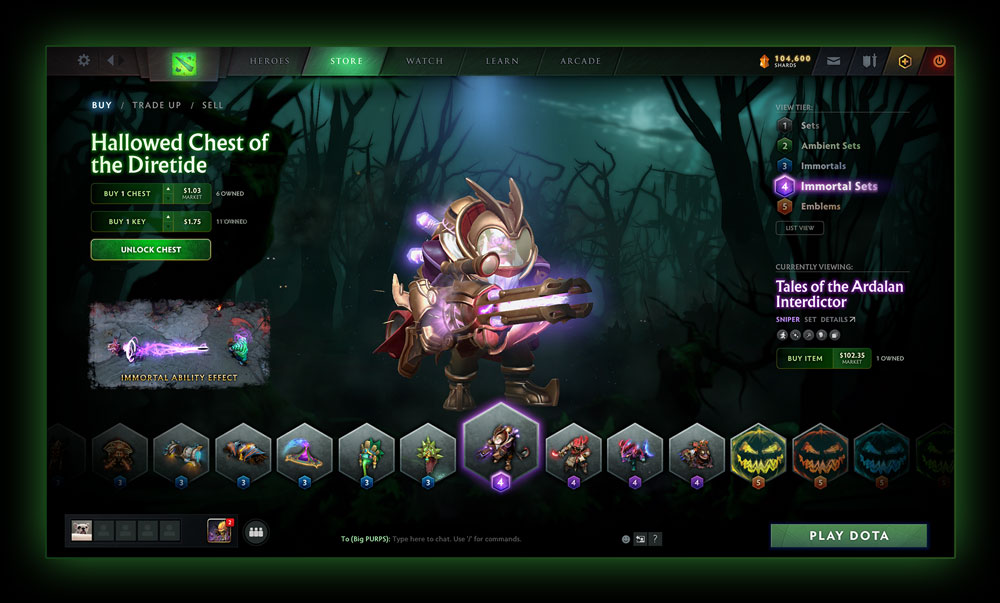 HEROES
STORE
WATCH
LEARN
ARCADE
104,600
SHARDS
BUY / TRADE UP / SELL
Hallowed Chest of
the Diretide
BUY 1 CHEST
$1.03
MARKET
6 OWNED
BUY 1 KEY
$1.75
11 OWNED
UNLOCK CHEST
IMMORTAL ABILITY EFFECT
VIEW TIER:
1 Sets
2 Ambient Sets
3 Immortals
4 Immortal Sets
5 Emblems
LIST VIEW
CURRENTLY VIEWING:
Tales of the Ardalan
Interdictor
SNIPER SET DETAILS
BUY ITEM
$102.35
MARKET
1 OWNED
3 3 3 3 3 3 4 4 4 4 5 5 5
2
To (Big PURPS): Type here to chat. Use '/' for commands.
?
PLAY DOTA